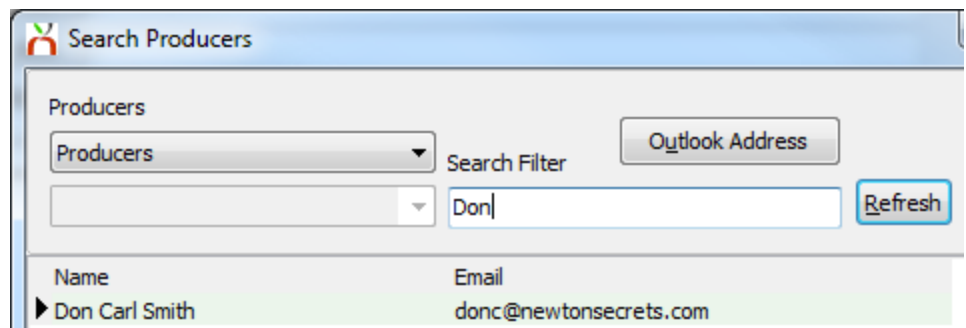 Search Producers
Producers
Outlook Address
Producers
Search Filter
Don
Refresh
Name Email
Don Carl Smith donc@newtonsecrets.com